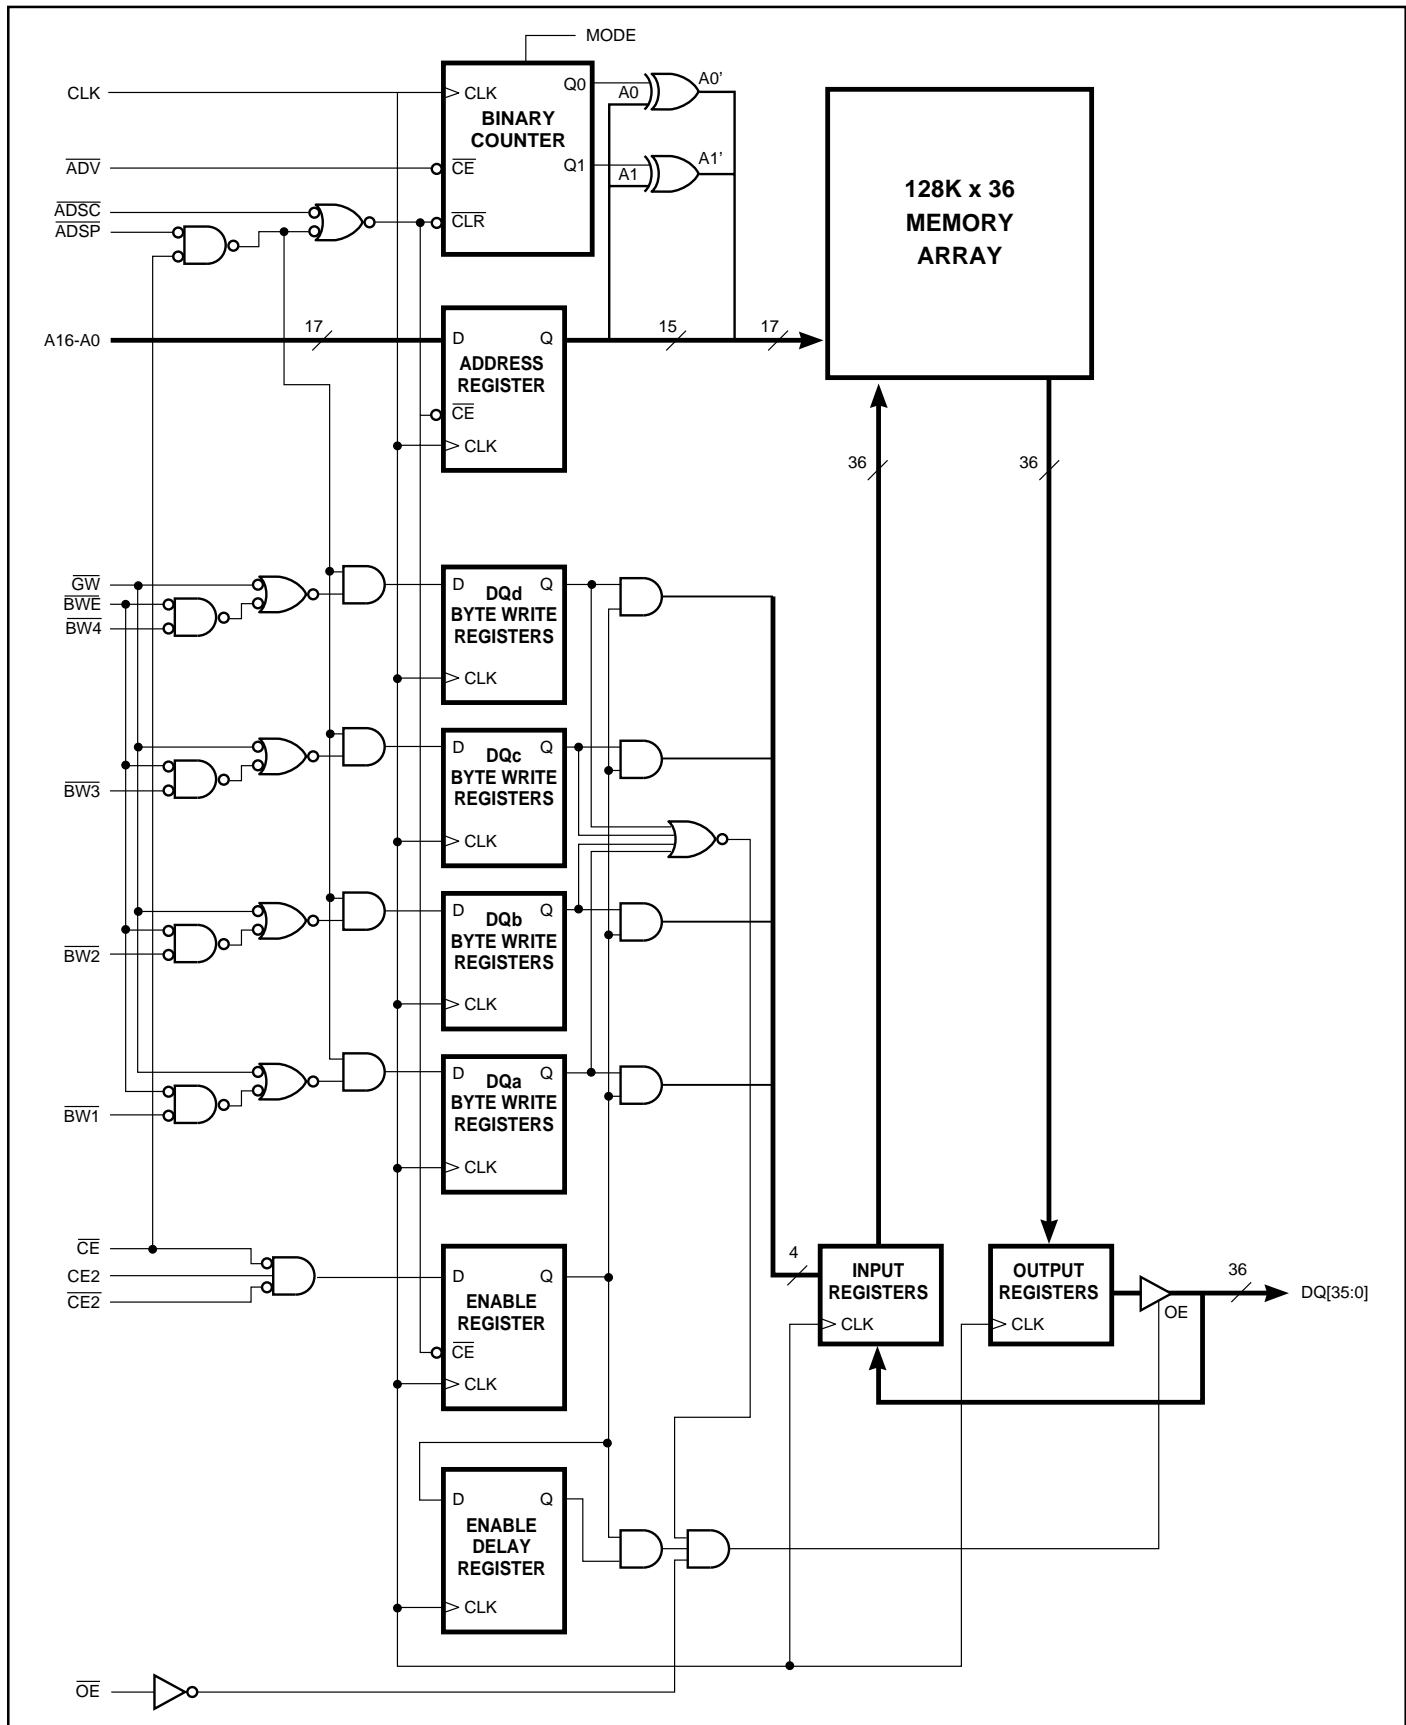 MODE
CLK
CLK
Q0
A0
A0'
BINARY
COUNTER
ADV
CE
Q1
A1
A1'
ADSC
ADSP
CLR
128K x 36
MEMORY
ARRAY
A16-A0
17
D
Q
15
17
ADDRESS
REGISTER
CE
CLK
36
36
GW
BWE
BW4
D
DQd
Q
BYTE WRITE
REGISTERS
CLK
BW3
D
DQc
Q
BYTE WRITE
REGISTERS
CLK
BW2
D
DQb
Q
BYTE WRITE
REGISTERS
CLK
BW1
D
DQa
Q
BYTE WRITE
REGISTERS
CLK
CE
CE2
CE2
D
Q
ENABLE
REGISTER
CE
CLK
4
INPUT
REGISTERS
CLK
OUTPUT
REGISTERS
CLK
OE
36
DQ[35:0]
D
Q
ENABLE
DELAY
REGISTER
CLK
OE